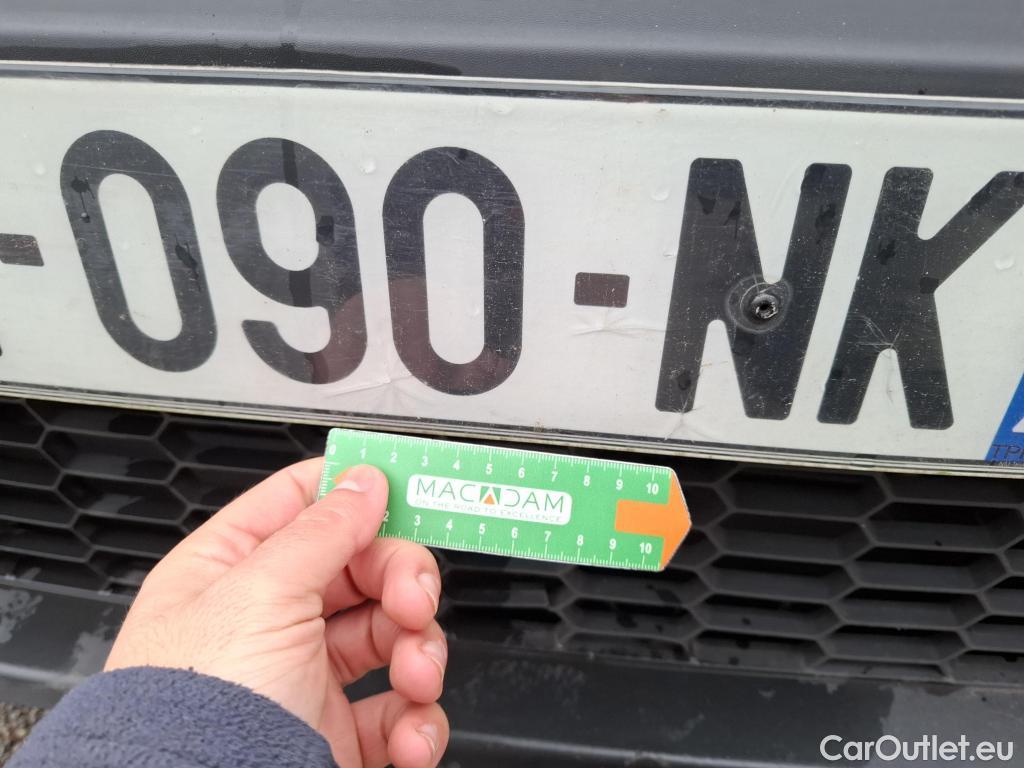 -090-NK
0 1 2 3 4 5 6 7 8 9 10
MACADAM
ON THE ROAD TO EXCELLENCE
2 3 4 5 6 7 8 9 10
CarOutlet.eu